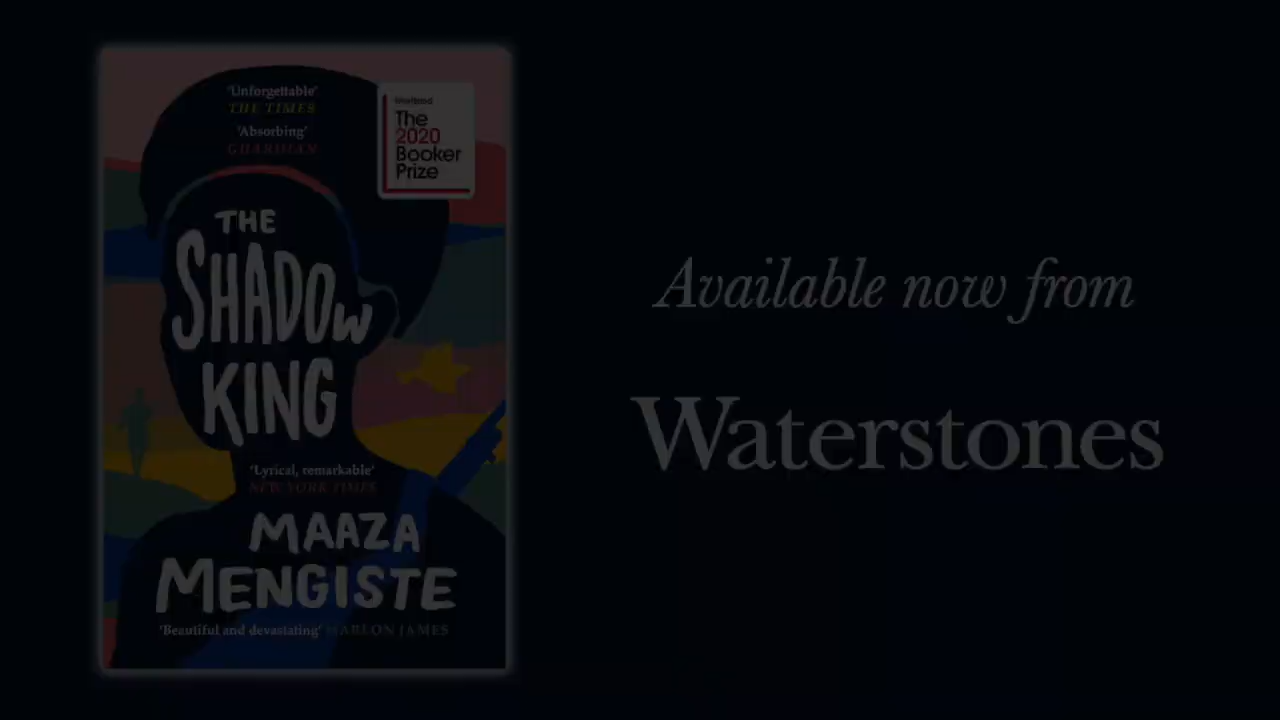 'Unforgettable'
THE TIMES
'Absorbing'
GUARDIAN
Shortlisted
The
2020
Booker
Prize
THE
SHADOW
KING
'Lyrical, remarkable'
NEW YORK TIMES
MAAZA
MENGISTE
'Beautiful and devastating' MARLON JAMES
Available now from
Waterstones